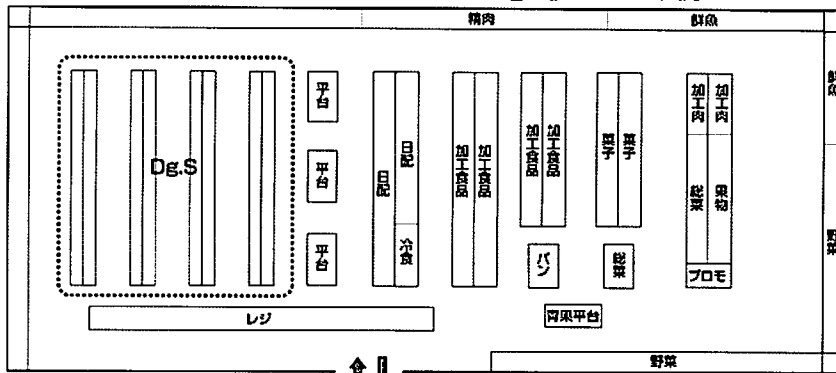 精肉
鮮魚
鮮魚
野菜
Dg.S
平台
平台
平台
日配
日配
冷食
加工食品
加工食品
加工食品
加工食品
菓子
菓子
加工肉
加工肉
総菜
果物
プロモ
パン
総菜
レジ
青果平台
野菜